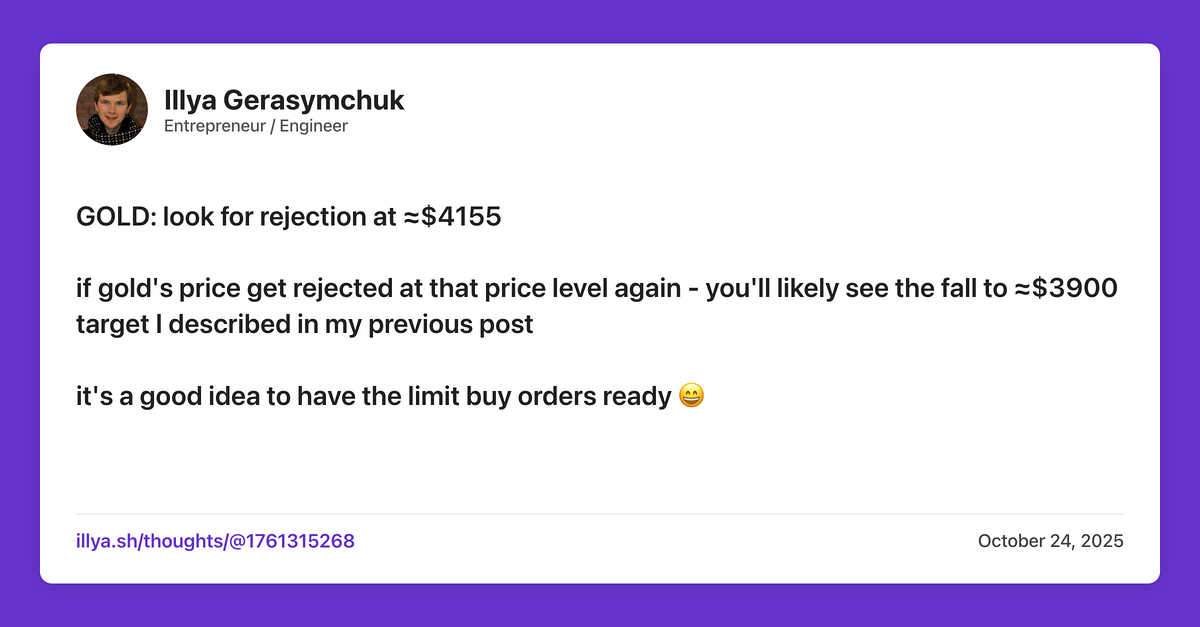 Illya Gerasymchuk
Entrepreneur / Engineer
GOLD: look for rejection at ≈$4155
if gold's price get rejected at that price level again - you'll likely see the fall to ≈$3900
target I described in my previous post
it's a good idea to have the limit buy orders ready 😄
illya.sh/thoughts/@1761315268
October 24, 2025